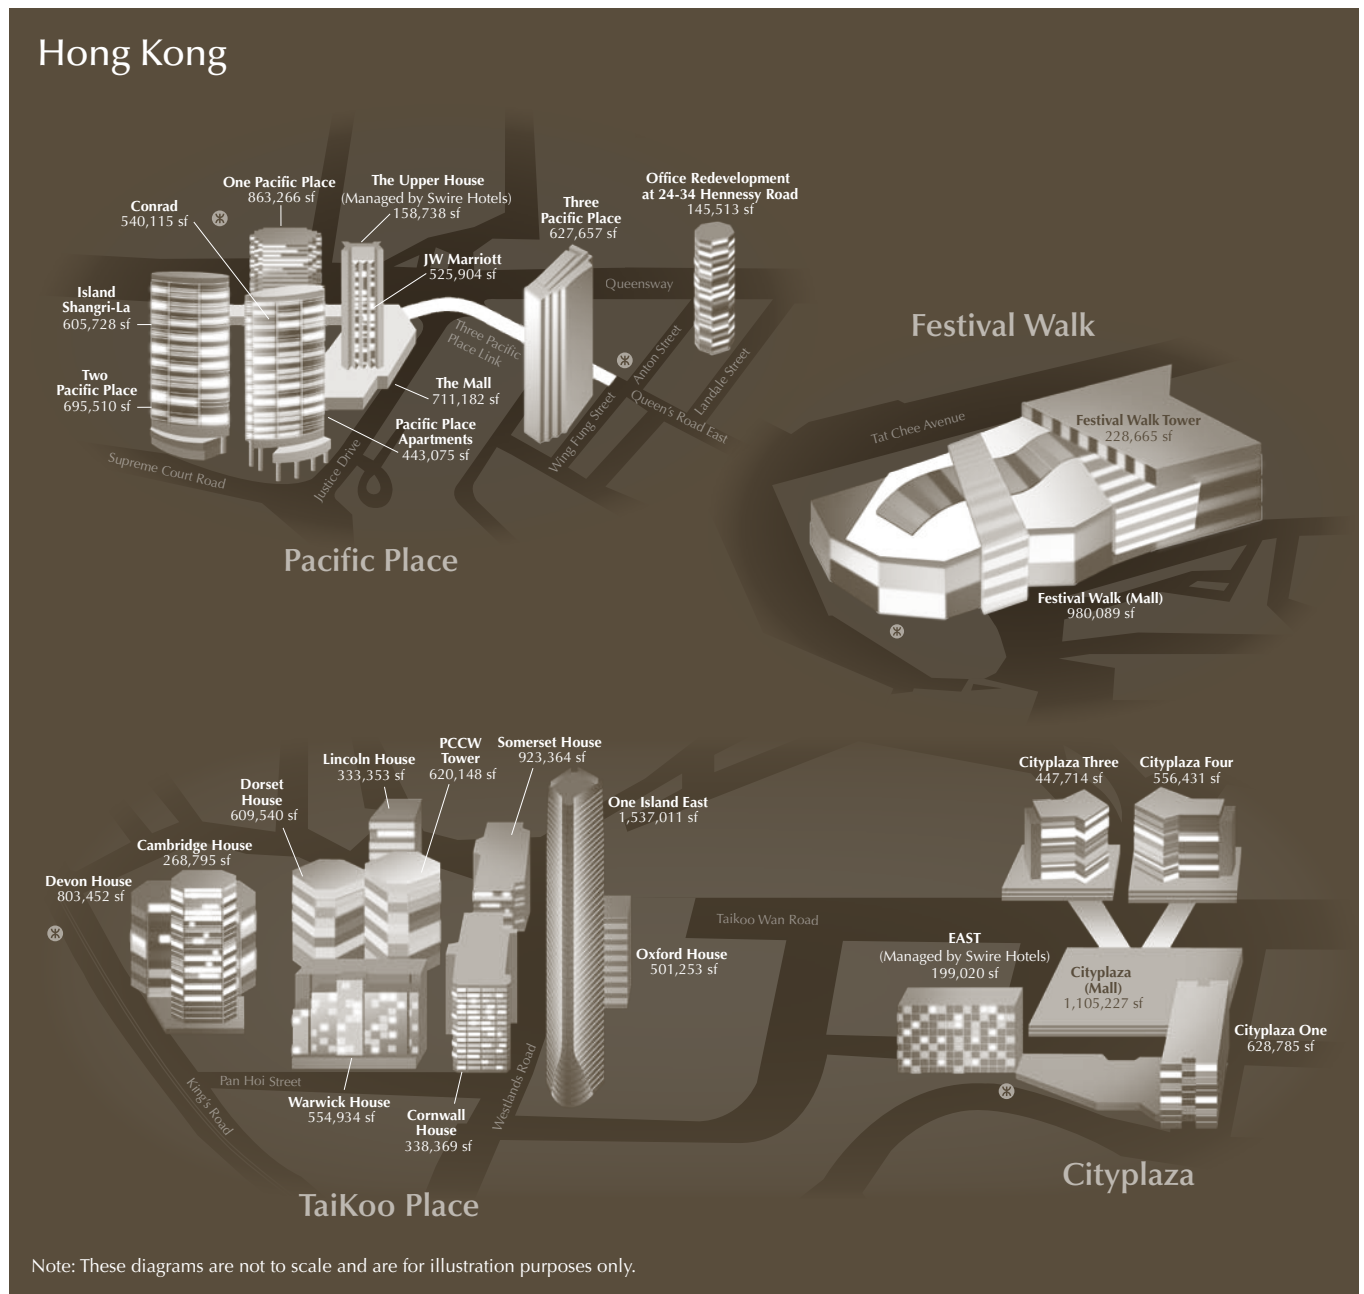 Hong Kong
One Pacific Place
863,266 sf
The Upper House
(Managed by Swire Hotels)
158,738 sf
Conrad
540,115 sf
Three
Pacific Place
627,657 sf
Office Redevelopment
at 24-34 Hennessy Road
145,513 sf
JW Marriott
525,904 sf
Island
Shangri-La
605,728 sf
Two
Pacific Place
695,510 sf
The Mall
711,182 sf
Pacific Place
Apartments
443,075 sf
Queensway
Three Pacific
Place Link
Anton Street
Landale Street
Queen's Road East
Wing Fung Street
Justice Drive
Supreme Court Road
Pacific Place
Festival Walk
Tat Chee Avenue
Festival Walk Tower
228,665 sf
Festival Walk (Mall)
980,089 sf
Lincoln House
333,353 sf
PCCW
Tower
620,148 sf
Somerset House
923,364 sf
Dorset
House
609,540 sf
One Island East
1,537,011 sf
Cambridge House
268,795 sf
Devon House
803,452 sf
Oxford House
501,253 sf
Warwick House
554,934 sf
Cornwall
House
338,369 sf
Pan Hoi Street
King's Road
Westlands Road
TaiKoo Place
Taikoo Wan Road
Cityplaza Three
447,714 sf
Cityplaza Four
556,431 sf
EAST
(Managed by Swire Hotels)
199,020 sf
Cityplaza
(Mall)
1,105,227 sf
Cityplaza One
628,785 sf
Cityplaza
Note: These diagrams are not to scale and are for illustration purposes only.